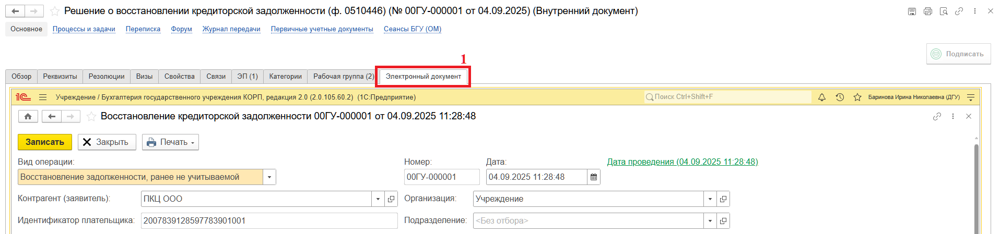 Решение о восстановлении кредиторской задолженности (ф. 0510446) (№ 00ГУ-000001 от 04.09.2025) (Внутренний документ)
Основное Процессы и задачи Переписка Форум Журнал передачи Первичные учетные документы Сеансы БГУ (ОМ)
1
Подписать
Обзор Реквизиты Резолюции Визы Свойства Связи ЭП (1) Категории Рабочая группа (2) Электронный документ
1С Учреждение / Бухгалтерия государственного учреждения КОРП, редакция 2.0 (2.0.105.60.2) (1С:Предприятие) Поиск Ctrl+Shift+F Баринова Ирина Николаевна (ДГУ)
Восстановление кредиторской задолженности 00ГУ-000001 от 04.09.2025 11:28:48
Записать Закрыть Печать
Вид операции: Номер: Дата: Дата проведения (04.09.2025 11:28:48)
Восстановление задолженности, ранее не учитываемой 00ГУ-000001 04.09.2025 11:28:48
Контрагент (заявитель): ПКЦ ООО Организация: Учреждение
Идентификатор плательщика: 2007839128597783901001 Подразделение: <Без отбора>